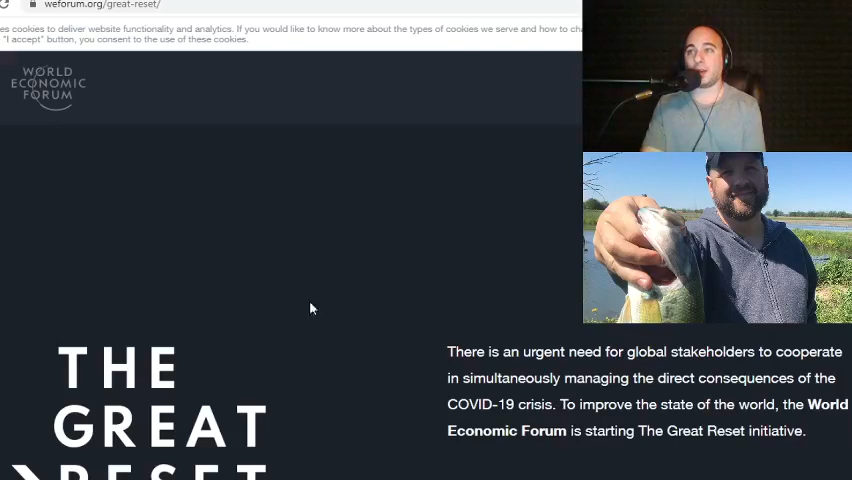 weforum.org/great-reset/
es cookies to deliver website functionality and analytics. If you would like to know more about the types of cookies we serve and how to cha
"I accept" button, you consent to the use of these cookies.
WORLD
ECONOMIC
FORUM
THE
GREAT
RESET
There is an urgent need for global stakeholders to cooperate
in simultaneously managing the direct consequences of the
COVID-19 crisis. To improve the state of the world, the World
Economic Forum is starting The Great Reset initiative.